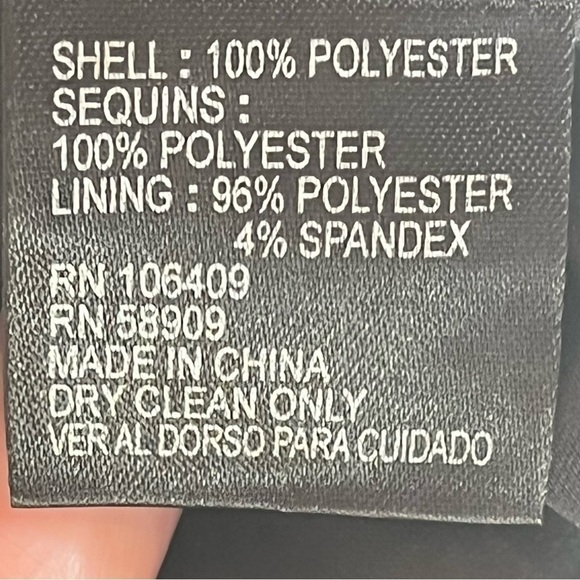 SHELL : 100% POLYESTER
SEQUINS :
100% POLYESTER
LINING : 96% POLYESTER
4% SPANDEX
RN 106409
RN 58909
MADE IN CHINA
DRY CLEAN ONLY
VER AL DORSO PARA CUIDADO